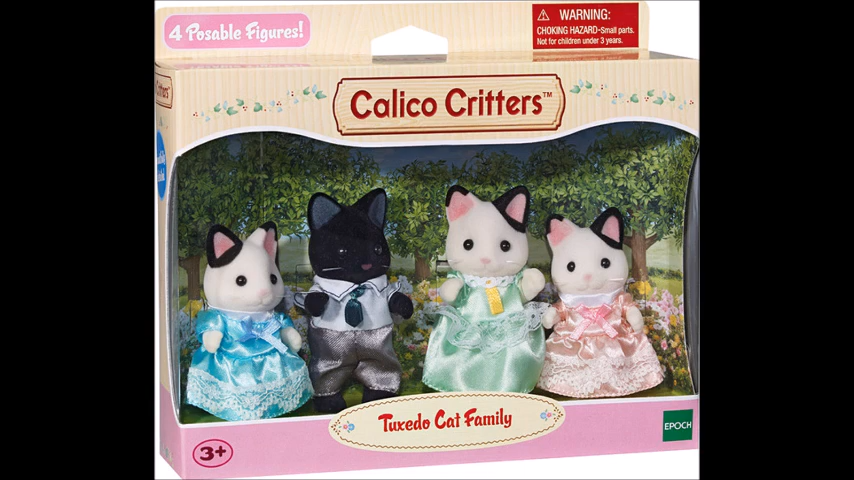 4 Posable Figures!
WARNING:
CHOKING HAZARD-Small parts.
Not for children under 3 years.
Critters™
Calico Critters™
Tuxedo Cat Family
3+
EPOCH